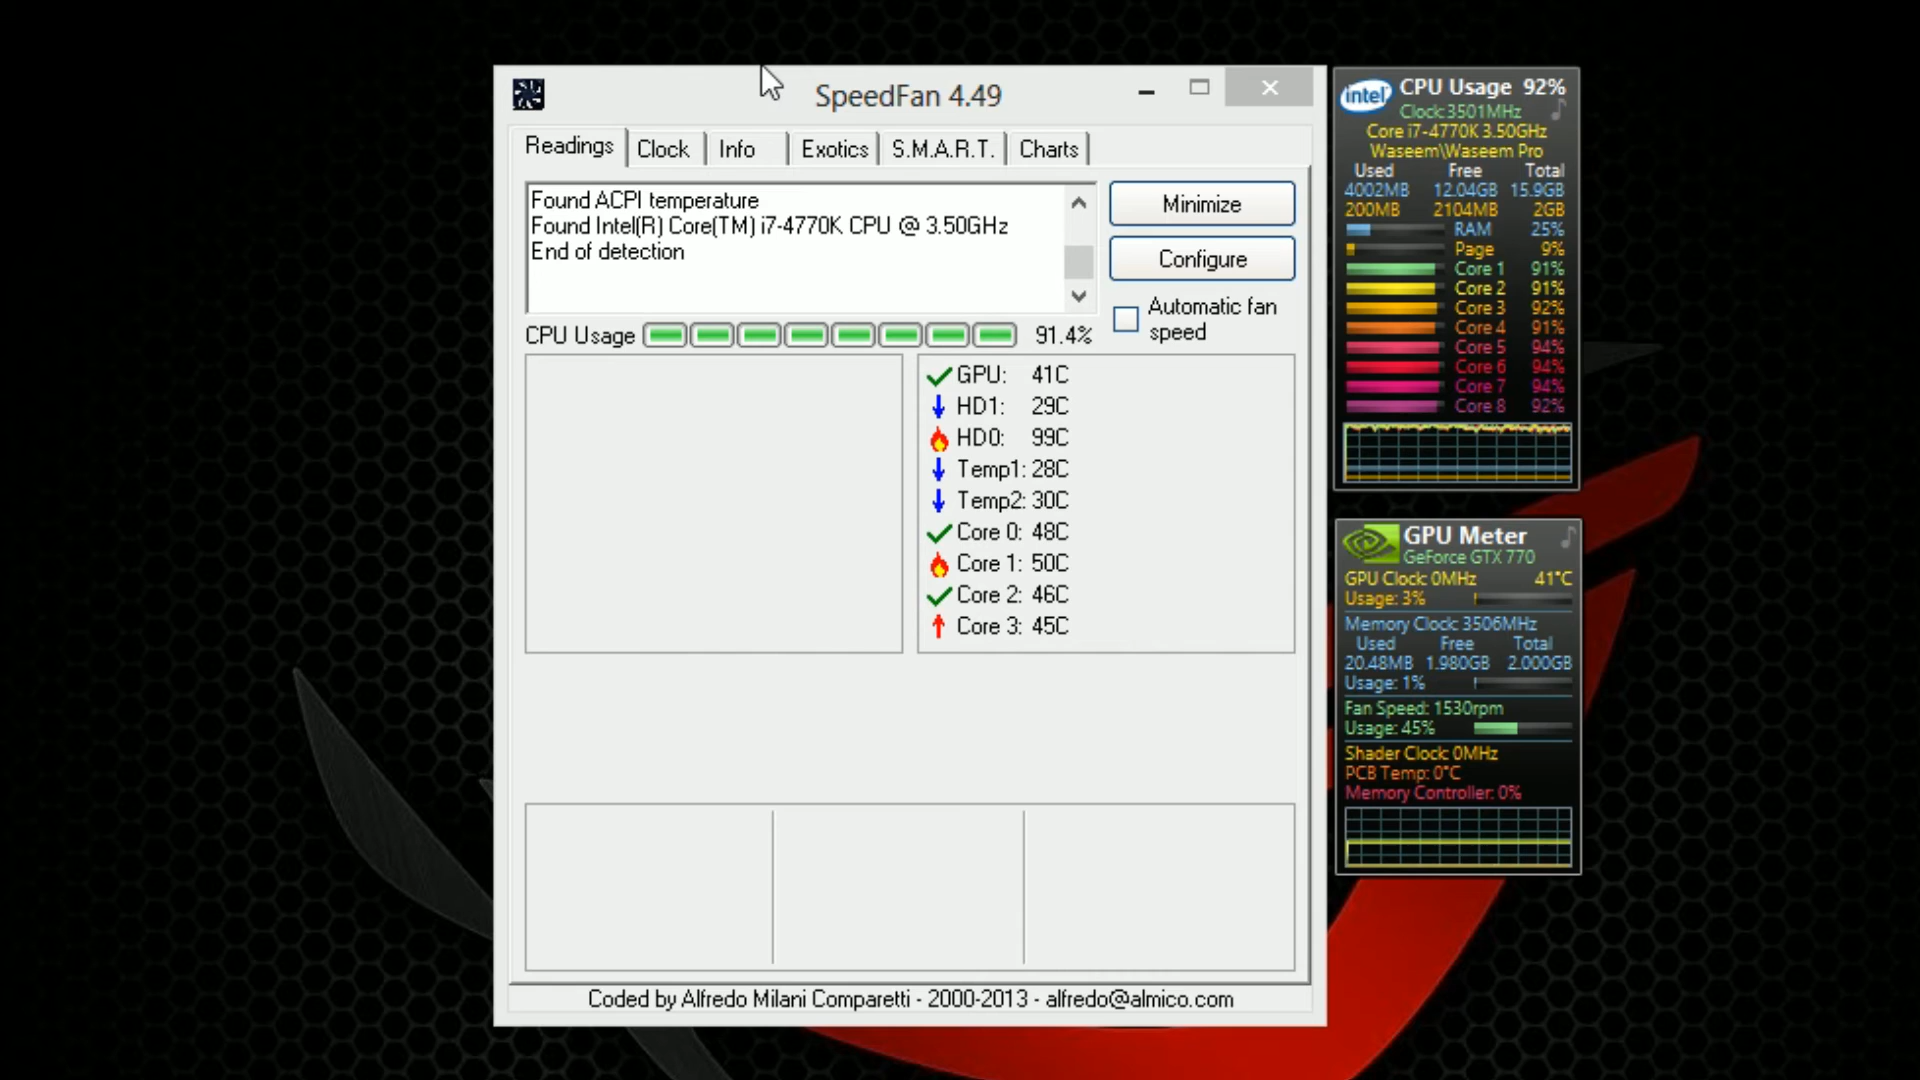 SpeedFan 4.49
Readings Clock Info Exotics S.M.A.R.T. Charts
Found ACPI temperature
Found Intel(R) Core(TM) i7-4770K CPU @ 3.50GHz
End of detection
Minimize
Configure
Automatic fan
speed
CPU Usage 91.4%
GPU: 41C
HD1: 29C
HD0: 99C
Temp1: 28C
Temp2: 30C
Core 0: 48C
Core 1: 50C
Core 2: 46C
Core 3: 45C
Coded by Alfredo Milani Comparetti - 2000-2013 - alfredo@almico.com
intel CPU Usage 92%
Clock: 3501MHz
Core i7-4770K 3.50GHz
Waseem\Waseem Pro
Used Free Total
4002MB 12.04GB 15.9GB
200MB 2104MB 2GB
RAM 25%
Page 9%
Core 1 91%
Core 2 91%
Core 3 92%
Core 4 91%
Core 5 94%
Core 6 94%
Core 7 94%
Core 8 92%
GPU Meter
GeForce GTX 770
GPU Clock: 0MHz 41°C
Usage: 3%
Memory Clock: 3506MHz
Used Free Total
20.48MB 1.980GB 2.000GB
Usage: 1%
Fan Speed: 1530rpm
Usage: 45%
Shader Clock: 0MHz
PCB Temp: 0°C
Memory Controller: 0%